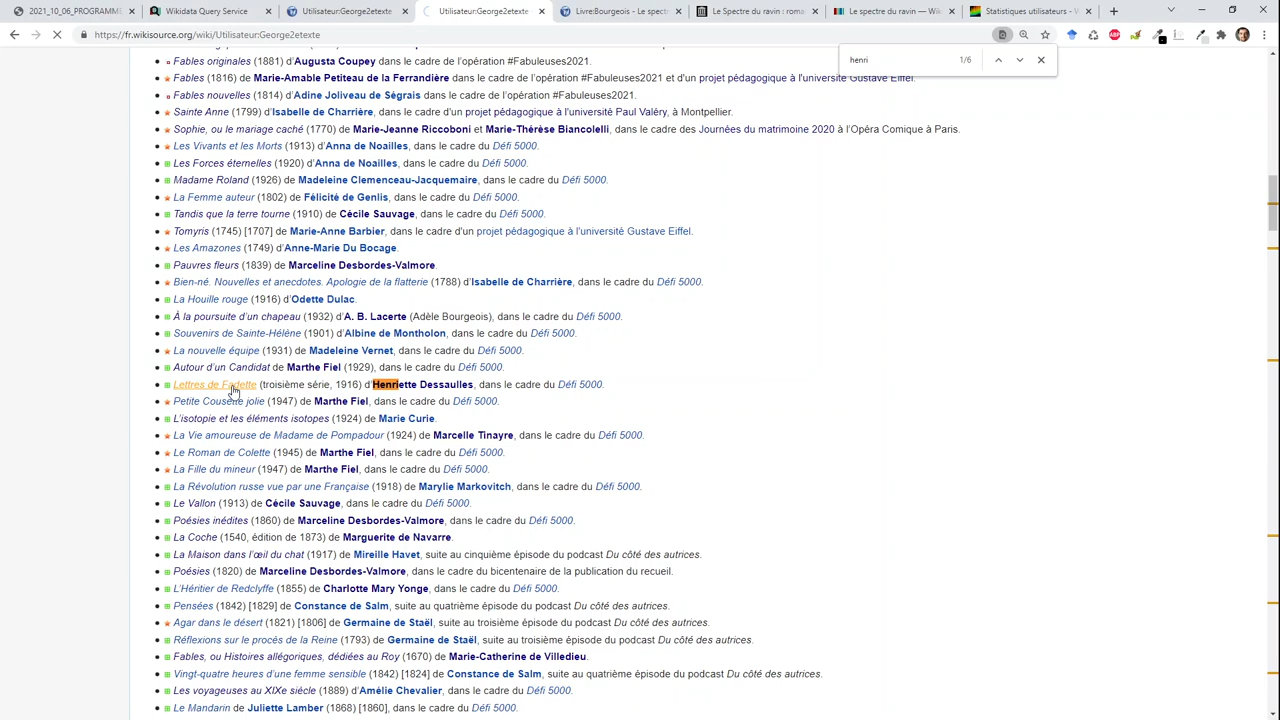 2021_10_06_PROGRAMME
Wikidata Query Service
Utilisateur:George2etexte
Utilisateur:George2etexte
Livre:Bourgeois - Le spectr
Le Spectre du ravin : roma
Le spectre du ravin — Wiki
Statistiques utilisateurs - W
https://fr.wikisource.org/wiki/Utilisateur:George2etexte
henri 1/6
Fables originales (1881) d'Augusta Coupey dans le cadre de l'opération #Fabuleuses2021.
Fables (1816) de Marie-Amable Petiteau de la Ferrandière dans le cadre de l'opération #Fabuleuses2021 et d'un projet pédagogique à l'université Gustave Eiffel.
Fables nouvelles (1814) d'Adine Joliveau de Ségrais dans le cadre de l'opération #Fabuleuses2021.
Sainte Anne (1799) d'Isabelle de Charrière, dans le cadre d'un projet pédagogique à l'université Paul Valéry, à Montpellier.
Sophie, ou le mariage caché (1770) de Marie-Jeanne Riccoboni et Marie-Thérèse Biancolelli, dans le cadre des Journées du matrimoine 2020 à l'Opéra Comique à Paris.
Les Vivants et les Morts (1913) d'Anna de Noailles, dans le cadre du Défi 5000.
Les Forces éternelles (1920) d'Anna de Noailles, dans le cadre du Défi 5000.
Madame Roland (1926) de Madeleine Clemenceau-Jacquemaire, dans le cadre du Défi 5000.
La Femme auteur (1802) de Félicité de Genlis, dans le cadre du Défi 5000.
Tandis que la terre tourne (1910) de Cécile Sauvage, dans le cadre du Défi 5000.
Tomyris (1745) [1707] de Marie-Anne Barbier, dans le cadre d'un projet pédagogique à l'université Gustave Eiffel.
Les Amazones (1749) d'Anne-Marie Du Bocage.
Pauvres fleurs (1839) de Marceline Desbordes-Valmore.
Bien-né. Nouvelles et anecdotes. Apologie de la flatterie (1788) d'Isabelle de Charrière, dans le cadre du Défi 5000.
La Houille rouge (1916) d'Odette Dulac.
À la poursuite d'un chapeau (1932) d'A. B. Lacerte (Adèle Bourgeois), dans le cadre du Défi 5000.
Souvenirs de Sainte-Hélène (1901) d'Albine de Montholon, dans le cadre du Défi 5000.
La nouvelle équipe (1931) de Madeleine Vernet, dans le cadre du Défi 5000.
Autour d'un Candidat de Marthe Fiel (1929), dans le cadre du Défi 5000.
Lettres de Fadette (troisième série, 1916) d'Henriette Dessaulles, dans le cadre du Défi 5000.
Petite Cousette jolie (1947) de Marthe Fiel, dans le cadre du Défi 5000.
L'isotopie et les éléments isotopes (1924) de Marie Curie.
La Vie amoureuse de Madame de Pompadour (1924) de Marcelle Tinayre, dans le cadre du Défi 5000.
Le Roman de Colette (1945) de Marthe Fiel, dans le cadre du Défi 5000.
La Fille du mineur (1947) de Marthe Fiel, dans le cadre du Défi 5000.
La Révolution russe vue par une Française (1918) de Marylie Markovitch, dans le cadre du Défi 5000.
Le Vallon (1913) de Cécile Sauvage, dans le cadre du Défi 5000.
Poésies inédites (1860) de Marceline Desbordes-Valmore, dans le cadre du Défi 5000.
La Coche (1540, édition de 1873) de Marguerite de Navarre.
La Maison dans l'œil du chat (1917) de Mireille Havet, suite au cinquième épisode du podcast Du côté des autrices.
Poésies (1820) de Marceline Desbordes-Valmore, dans le cadre du bicentenaire de la publication du recueil.
L'Héritier de Redclyffe (1855) de Charlotte Mary Yonge, dans le cadre du Défi 5000.
Pensées (1842) [1829] de Constance de Salm, suite au quatrième épisode du podcast Du côté des autrices.
Agar dans le désert (1821) [1806] de Germaine de Staël, suite au troisième épisode du podcast Du côté des autrices.
Réflexions sur le procés de la Reine (1793) de Germaine de Staël, suite au troisième épisode du podcast Du côté des autrices.
Fables, ou Histoires allégoriques, dédiées au Roy (1670) de Marie-Catherine de Villedieu.
Vingt-quatre heures d'une femme sensible (1842) [1824] de Constance de Salm, suite au quatrième épisode du podcast Du côté des autrices.
Les voyageuses au XIXe siécle (1889) d'Amélie Chevalier, dans le cadre du Défi 5000.
Le Mandarin de Juliette Lamber (1868) [1860], dans le cadre du Défi 5000.